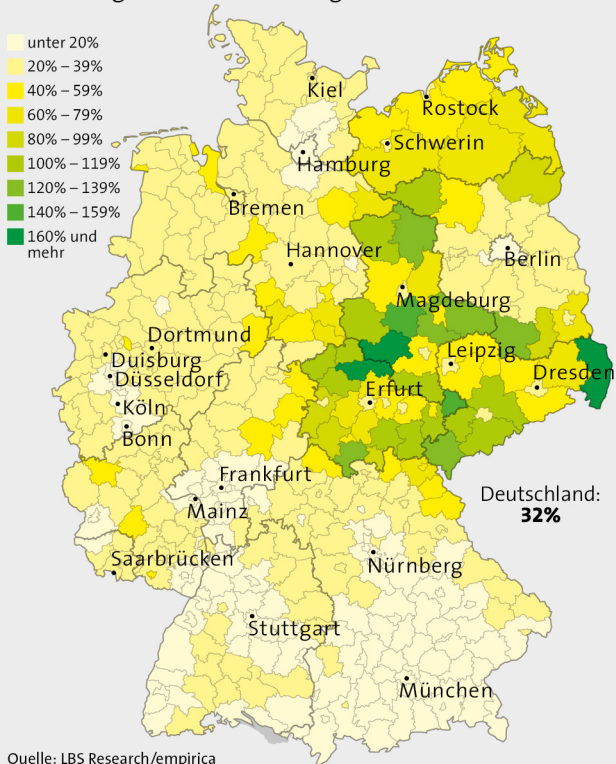 unter 20%
20% – 39%
40% – 59%
60% – 79%
80% – 99%
100% – 119%
120% – 139%
140% – 159%
160% und
mehr
Kiel
Rostock
Schwerin
Hamburg
Bremen
Hannover
Berlin
Magdeburg
Dortmund
Duisburg
Düsseldorf
Köln
Bonn
Leipzig
Dresden
Erfurt
Frankfurt
Mainz
Deutschland:
32%
Saarbrücken
Nürnberg
Stuttgart
München
Quelle: LBS Research/empirica